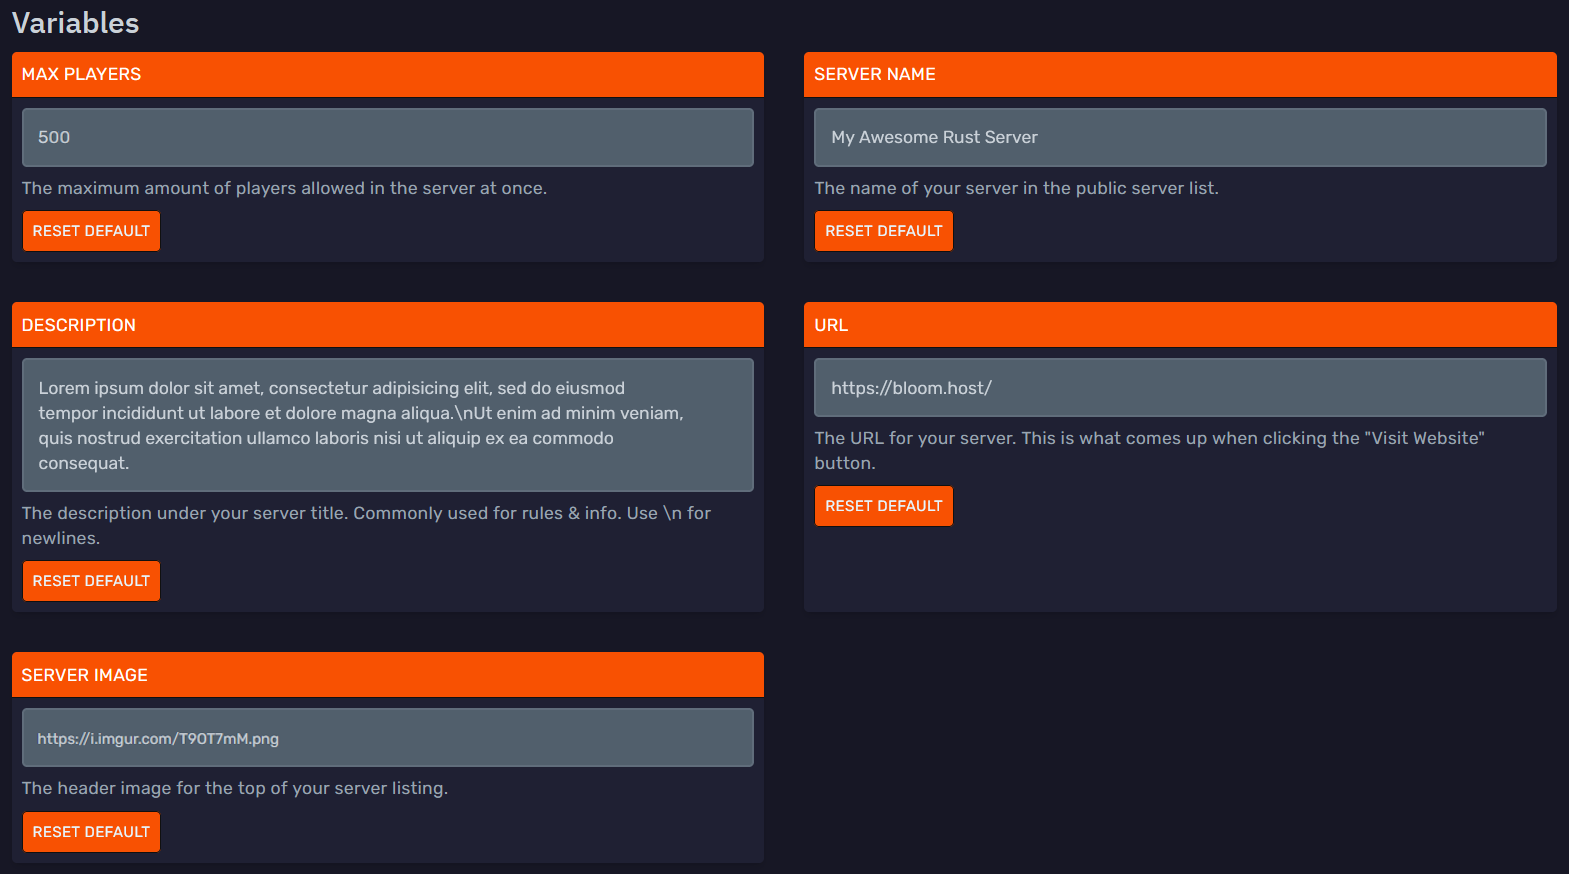 Variables
MAX PLAYERS
500
The maximum amount of players allowed in the server at once.
RESET DEFAULT
SERVER NAME
My Awesome Rust Server
The name of your server in the public server list.
RESET DEFAULT
DESCRIPTION
Lorem ipsum dolor sit amet, consectetur adipisicing elit, sed do eiusmod
tempor incididunt ut labore et dolore magna aliqua.\nUt enim ad minim veniam,
quis nostrud exercitation ullamco laboris nisi ut aliquip ex ea commodo
consequat.
The description under your server title. Commonly used for rules & info. Use \n for
newlines.
RESET DEFAULT
URL
https://bloom.host/
The URL for your server. This is what comes up when clicking the "Visit Website"
button.
RESET DEFAULT
SERVER IMAGE
https://i.imgur.com/T9OT7mM.png
The header image for the top of your server listing.
RESET DEFAULT